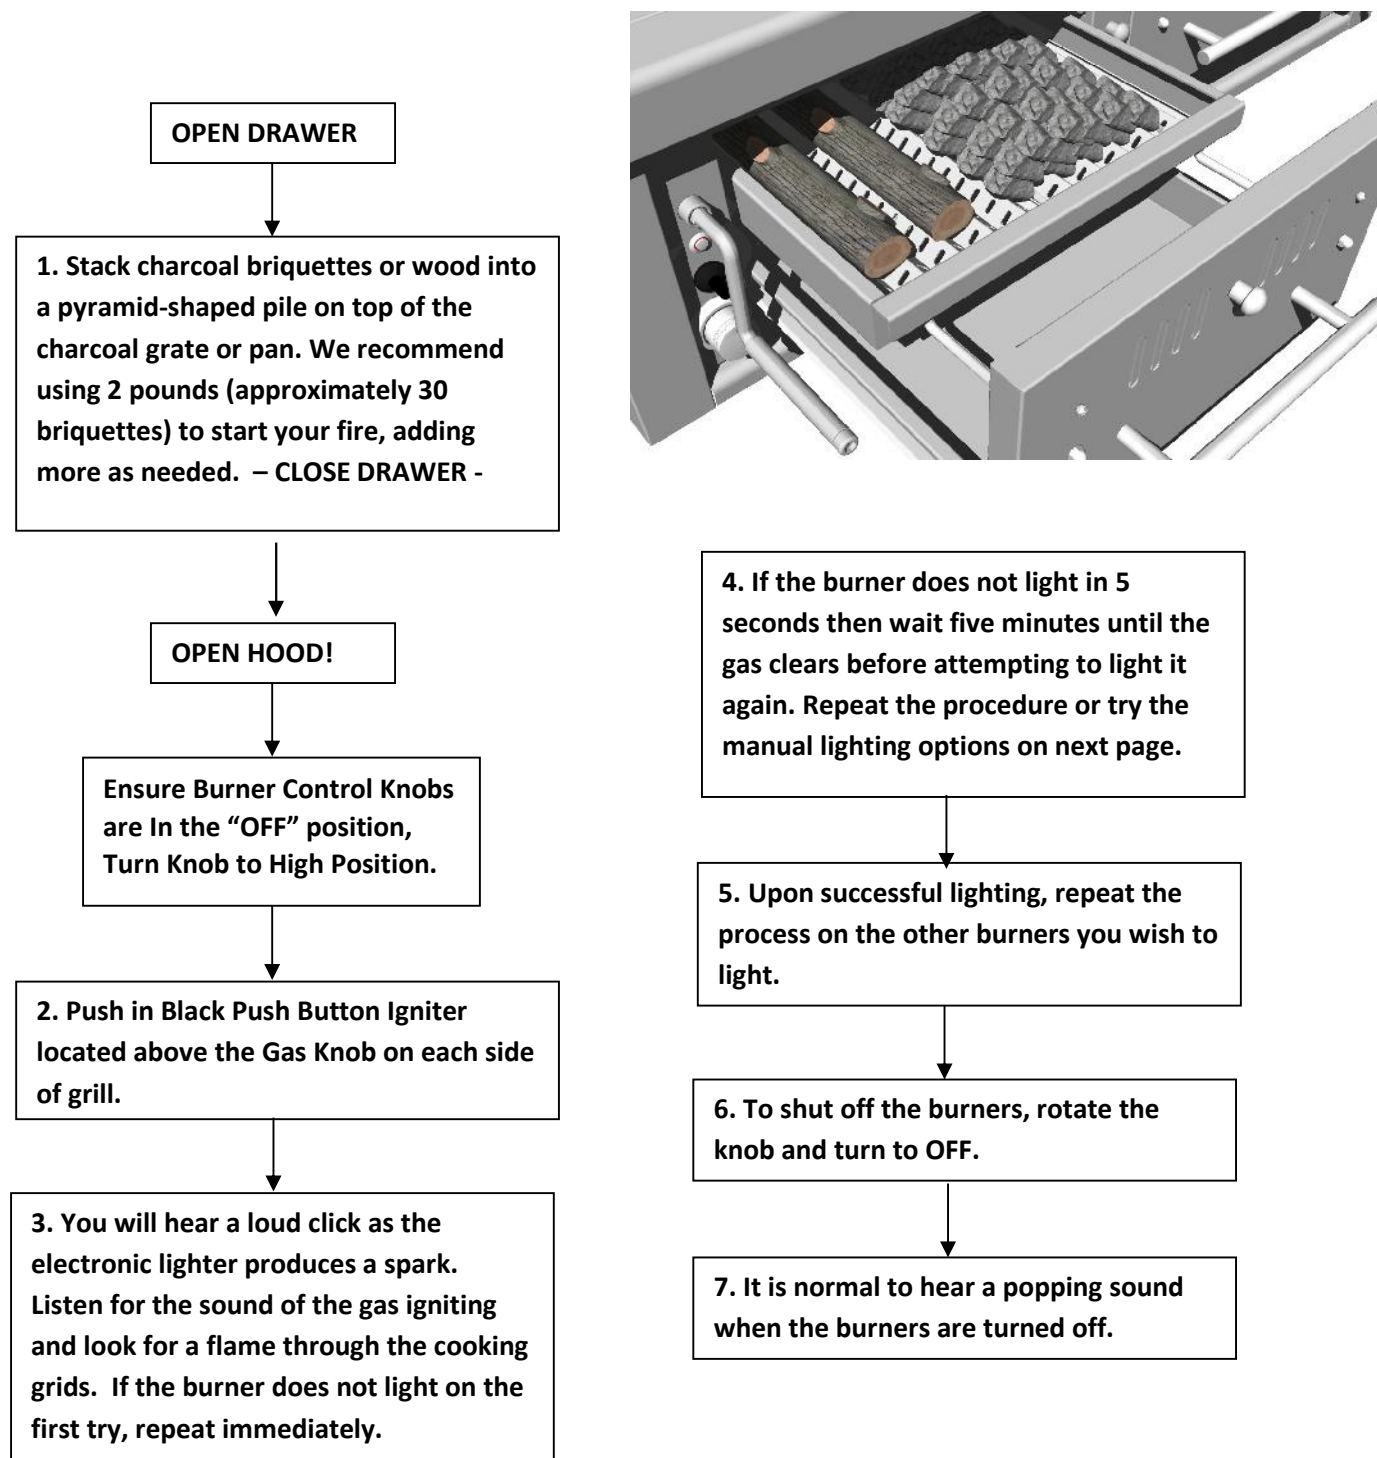 OPEN DRAWER
1. Stack charcoal briquettes or wood into
a pyramid-shaped pile on top of the
charcoal grate or pan. We recommend
using 2 pounds (approximately 30
briquettes) to start your fire, adding
more as needed.  – CLOSE DRAWER -
OPEN HOOD!
Ensure Burner Control Knobs
are In the “OFF” position,
Turn Knob to High Position.
2. Push in Black Push Button Igniter
located above the Gas Knob on each side
of grill.
3. You will hear a loud click as the
electronic lighter produces a spark.
Listen for the sound of the gas igniting
and look for a flame through the cooking
grids.  If the burner does not light on the
first try, repeat immediately.
4. If the burner does not light in 5
seconds then wait five minutes until the
gas clears before attempting to light it
again. Repeat the procedure or try the
manual lighting options on next page.
5. Upon successful lighting, repeat the
process on the other burners you wish to
light.
6. To shut off the burners, rotate the
knob and turn to OFF.
7. It is normal to hear a popping sound
when the burners are turned off.